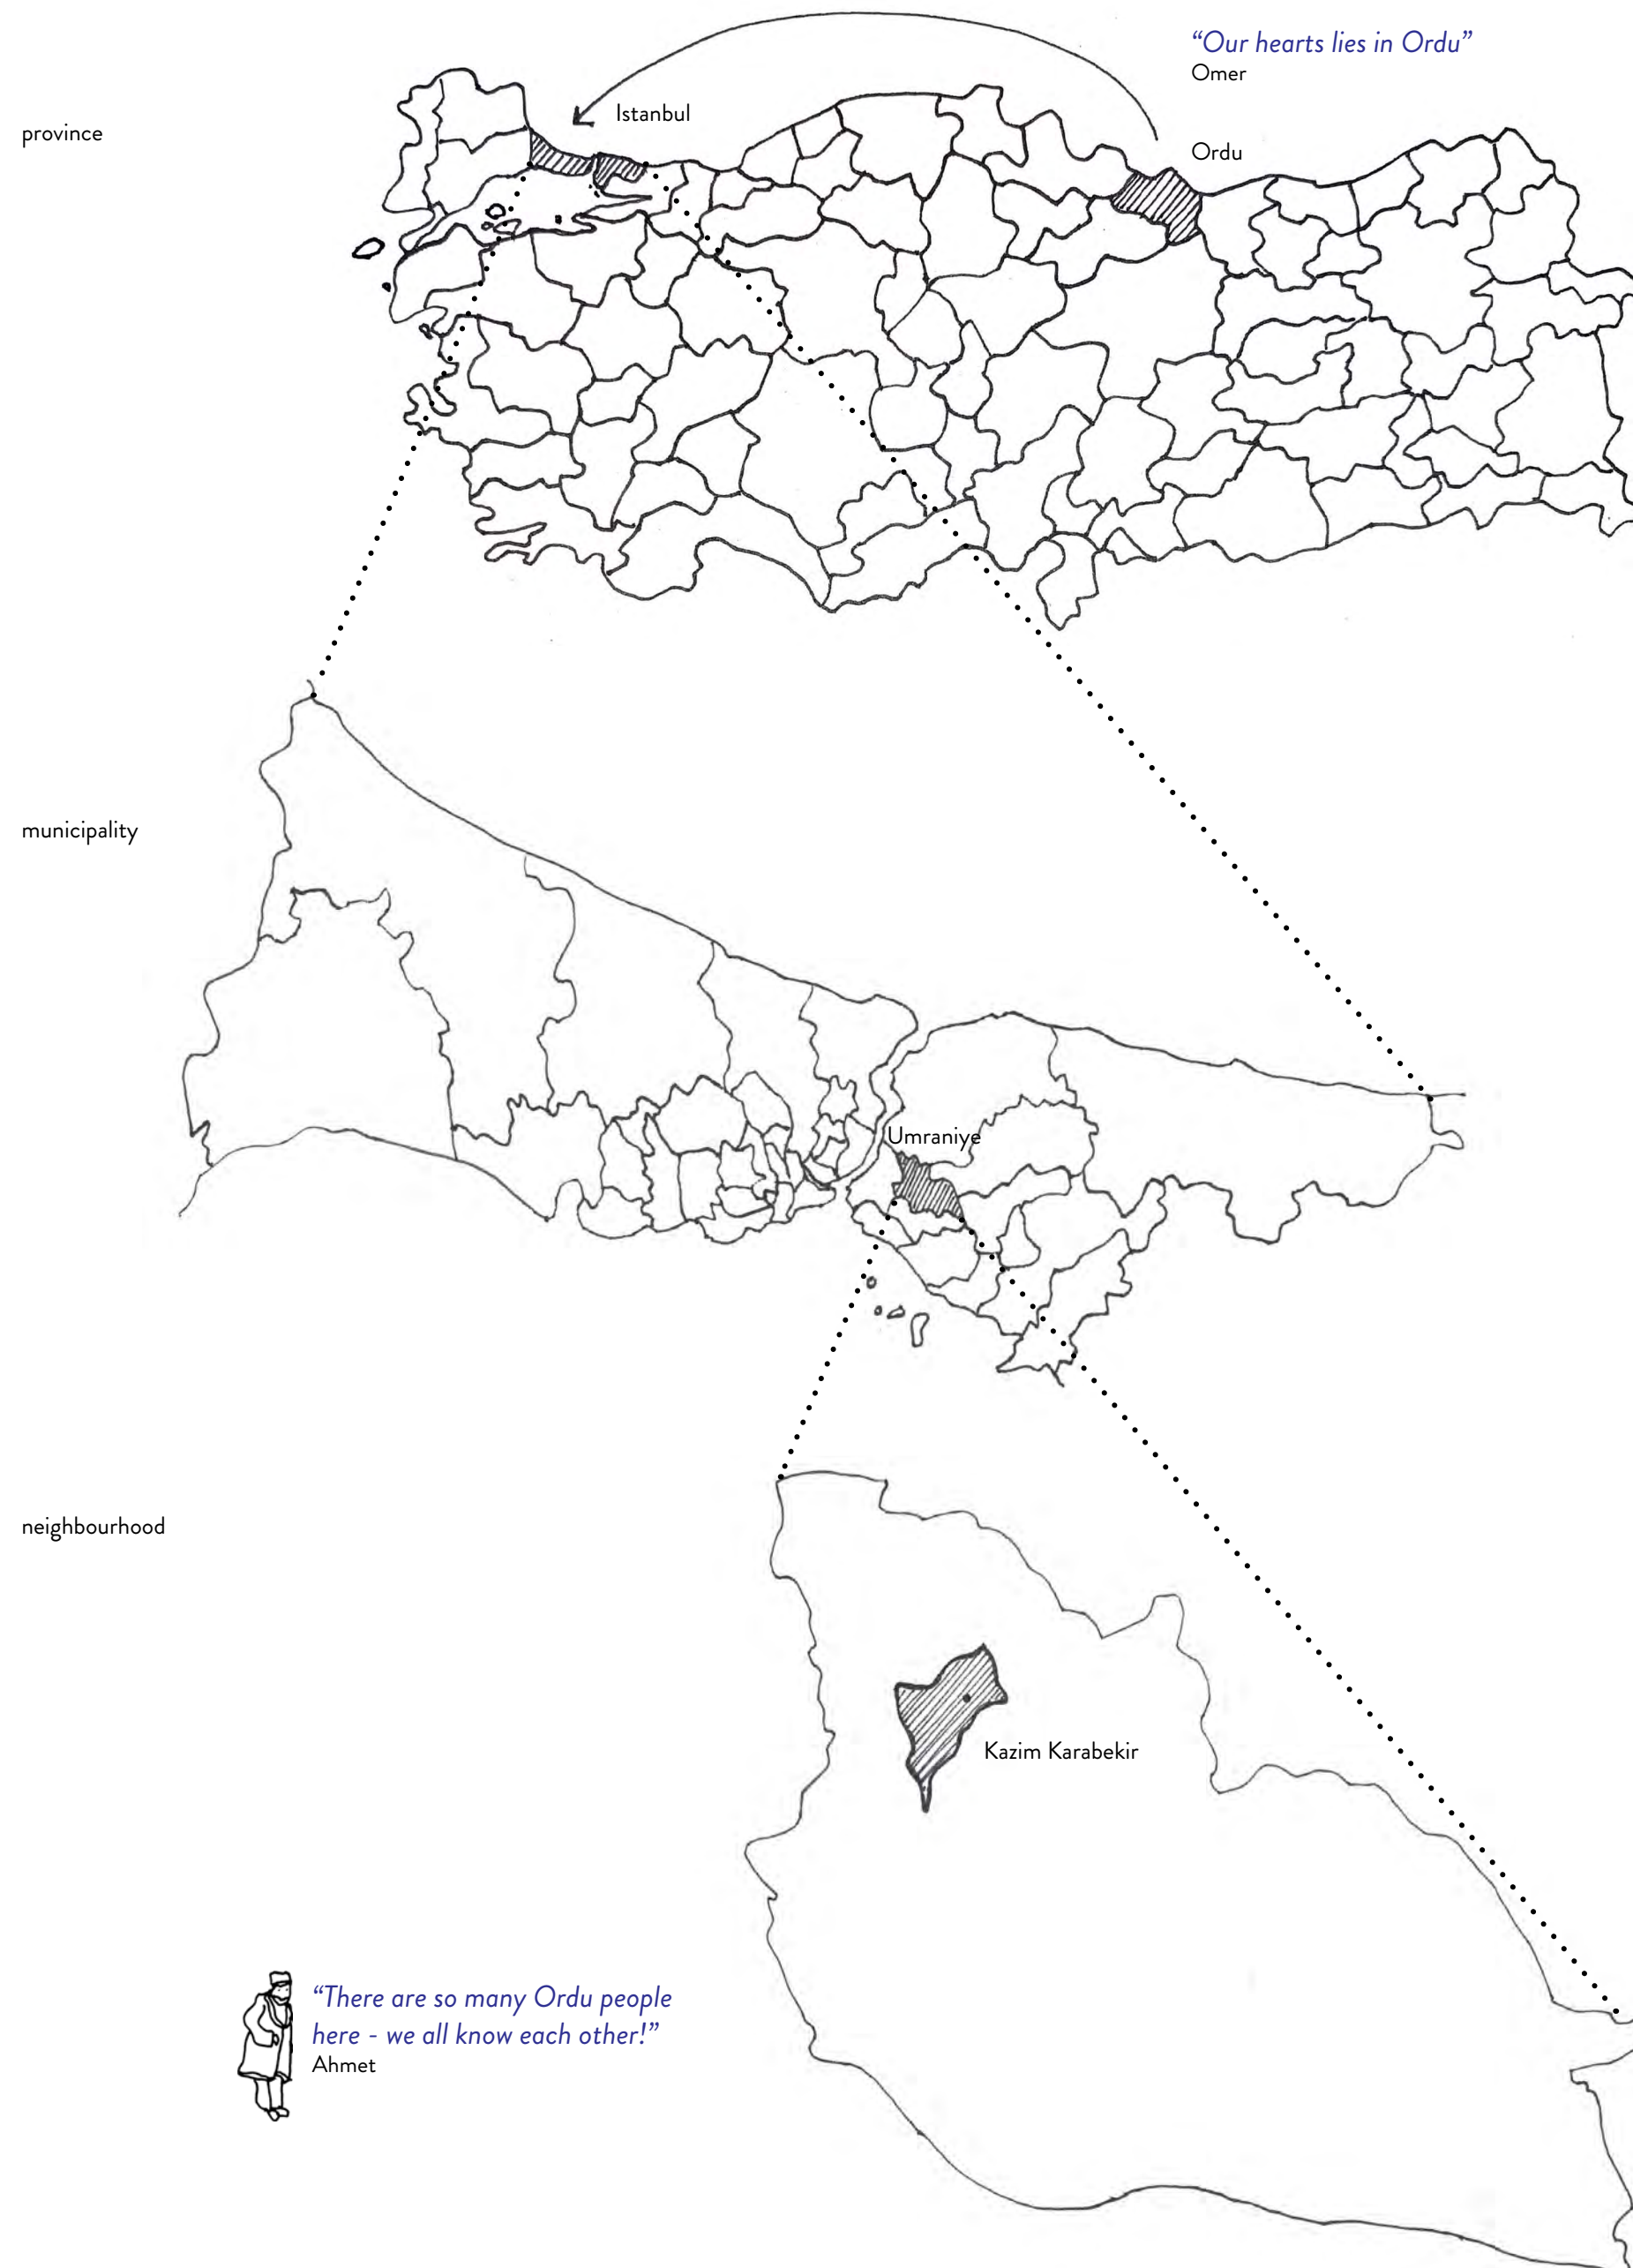 “Our hearts lies in Ordu”
Omer
Istanbul
province
Ordu
municipality
Umraniye
neighbourhood
Kazim Karabekir
“There are so many Ordu people
here - we all know each other!”
Ahmet